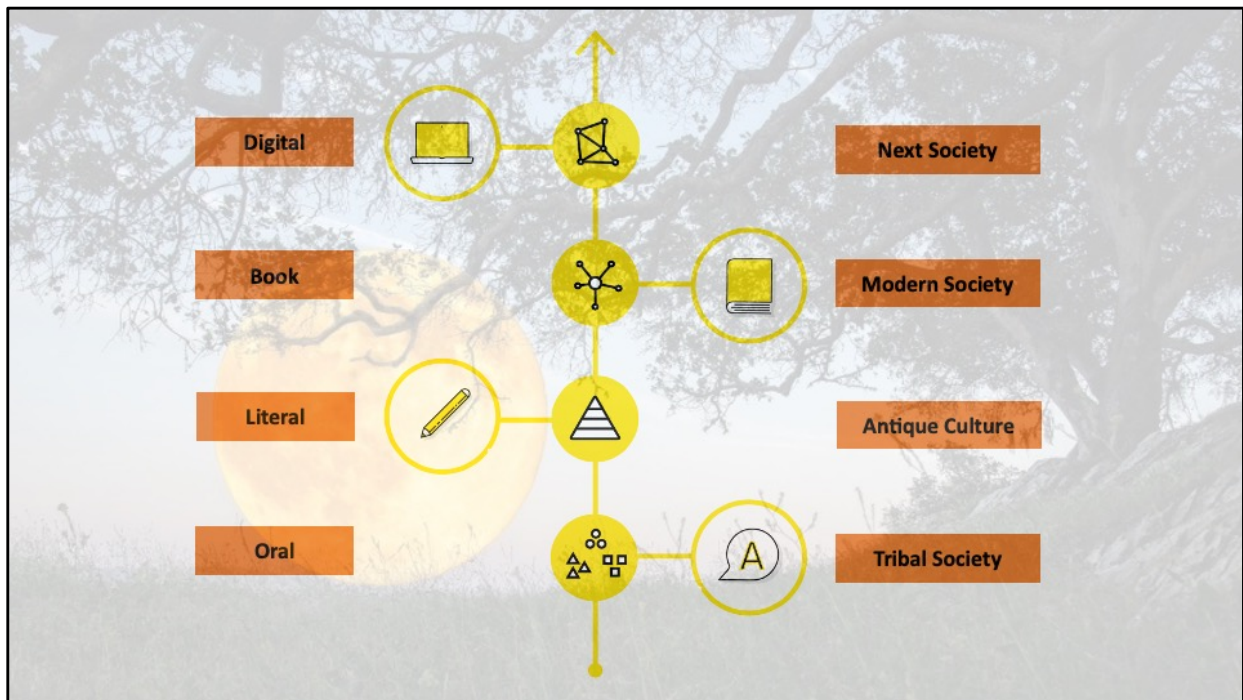 Digital
Next Society
Book
Modern Society
Literal
Antique Culture
Oral
A
Tribal Society